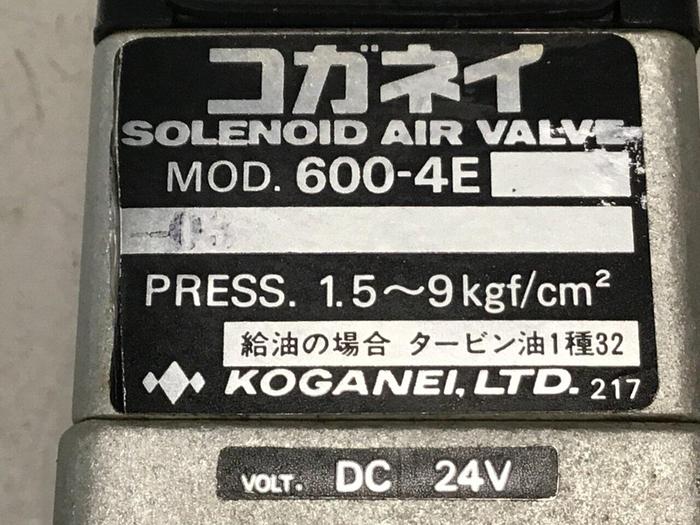 コガネイ
SOLENOID AIR VALVE
MOD. 600-4E
PRESS. 1.5～9kgf/cm²
給油の場合 タービン油1種32
KOGANEI, LTD. 217
VOLT. DC 24V